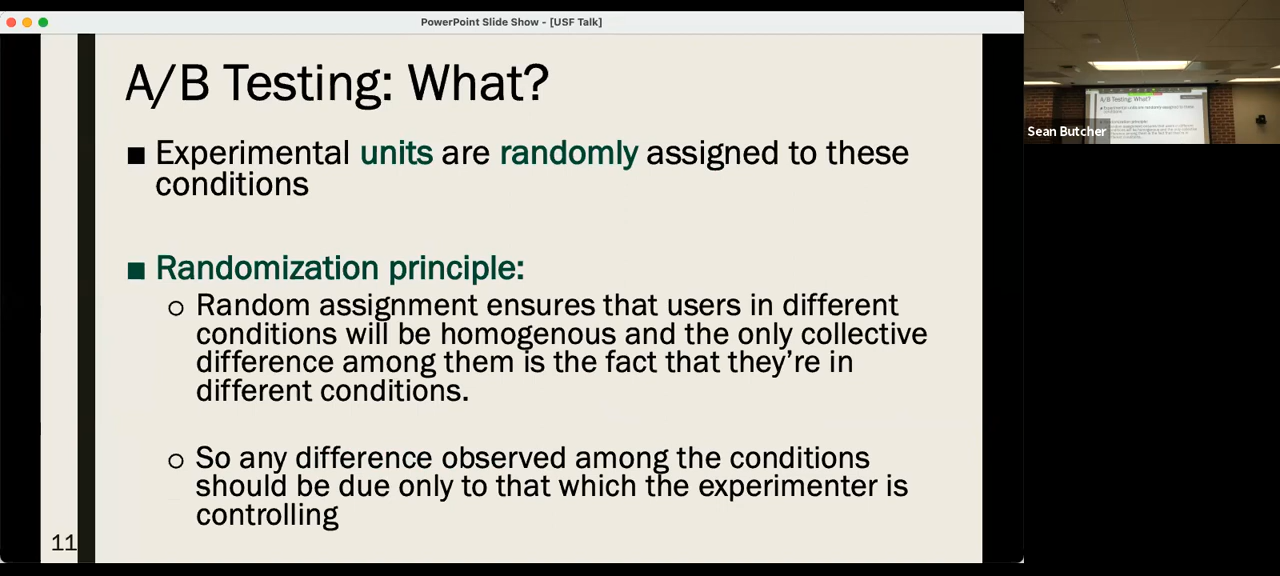 PowerPoint Slide Show - [USF Talk]
A/B Testing: What?
■ Experimental units are randomly assigned to these
conditions
■ Randomization principle:
o Random assignment ensures that users in different
conditions will be homogenous and the only collective
difference among them is the fact that they’re in
different conditions.
o So any difference observed among the conditions
should be due only to that which the experimenter is
controlling
11
A/B Testing: What?
Sean Butcher